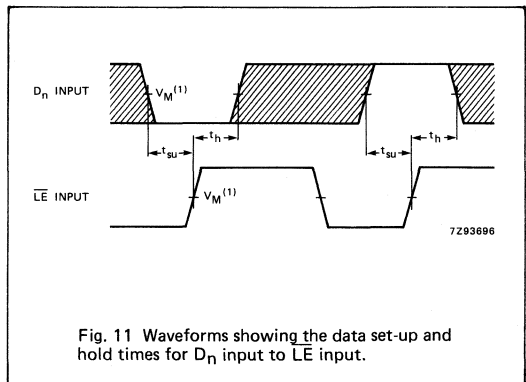 Dn INPUT
VM(1)
tsu
th
tsu
th
LE INPUT
VM(1)
7Z93696
Fig. 11 Waveforms showing the data set-up and
hold times for Dn input to LE input.